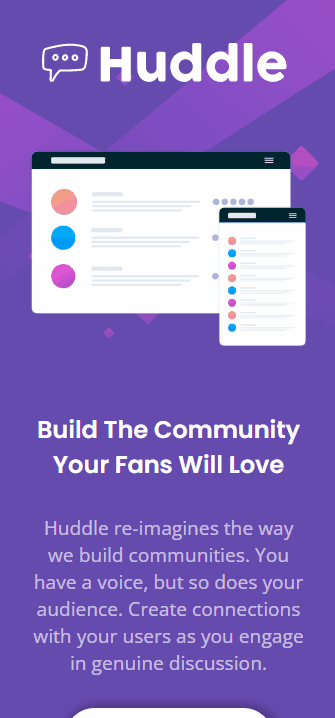 Huddle
Build The Community
Your Fans Will Love
Huddle re-imagines the way
we build communities. You
have a voice, but so does your
audience. Create connections
with your users as you engage
in genuine discussion.